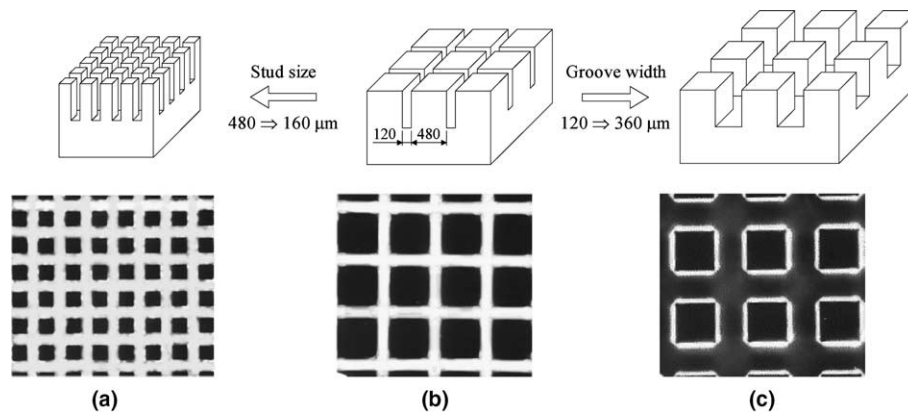 Stud size
480 ⇒ 160 μm
120
480
Groove width
120 ⇒ 360 μm
(a)
(b)
(c)